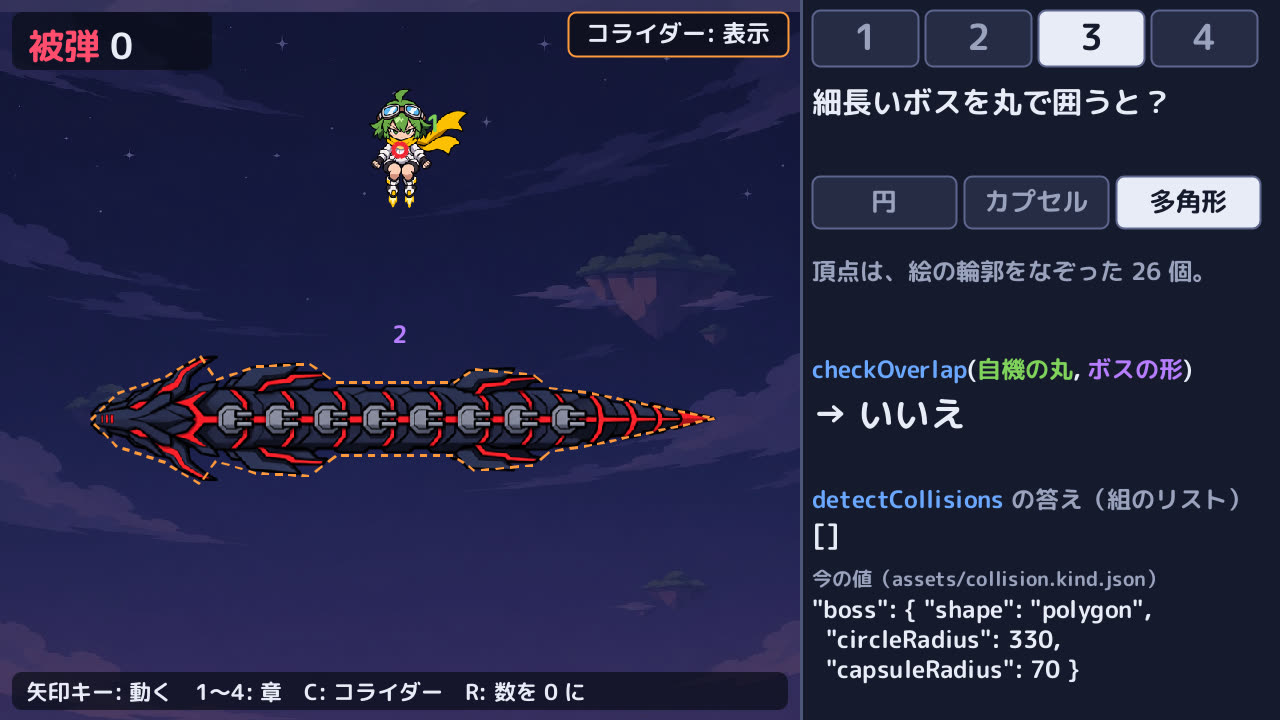 被弾 0
コライダー: 表示
1 2 3 4
細長いボスを丸で囲うと？
円 カプセル 多角形
頂点は、絵の輪郭をなぞった 26 個。
1
2
checkOverlap(自機の丸, ボスの形)
→ いいえ
detectCollisions の答え（組のリスト）
[]
今の値（assets/collision.kind.json）
"boss": { "shape": "polygon",
"circleRadius": 330,
"capsuleRadius": 70 }
矢印キー: 動く 1〜4: 章 C: コライダー R: 数を 0 に